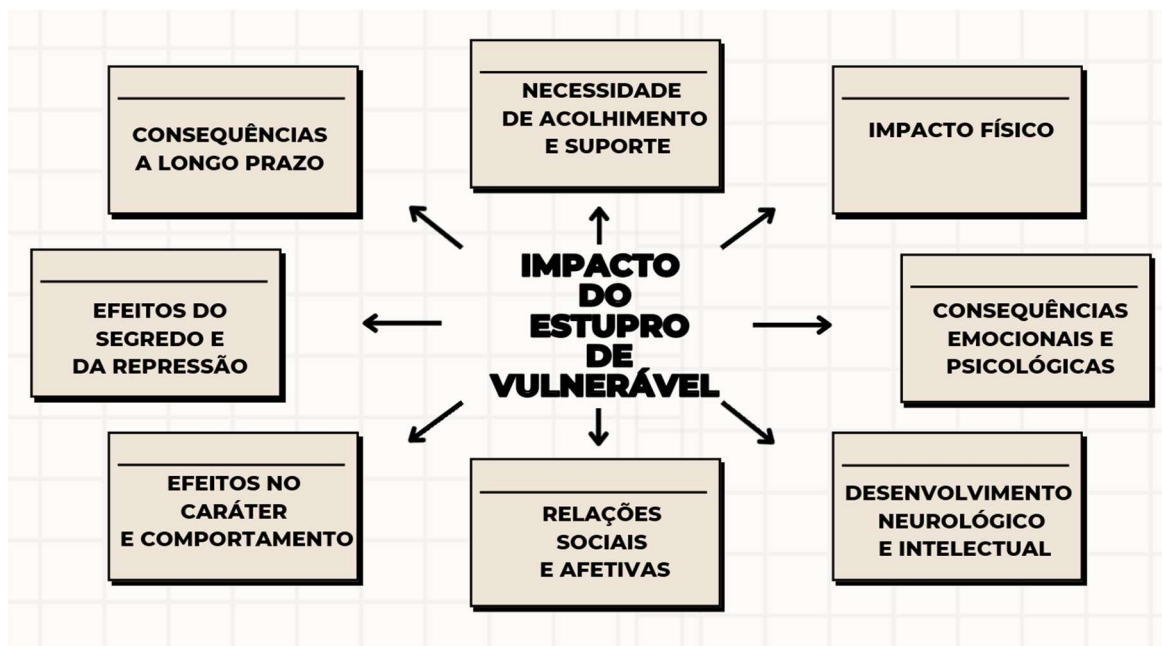 CONSEQUÊNCIAS
A LONGO PRAZO
NECESSIDADE
DE ACOLHIMENTO
E SUPORTE
IMPACTO FÍSICO
EFEITOS DO
SEGREDO E
DA REPRESSÃO
IMPACTO
DO
ESTUPRO
DE
VULNERÁVEL
CONSEQUÊNCIAS
EMOCIONAIS E
PSICOLÓGICAS
EFEITOS NO
CARÁTER
E COMPORTAMENTO
RELAÇÕES
SOCIAIS
E AFETIVAS
DESENVOLVIMENTO
NEUROLÓGICO
E INTELECTUAL